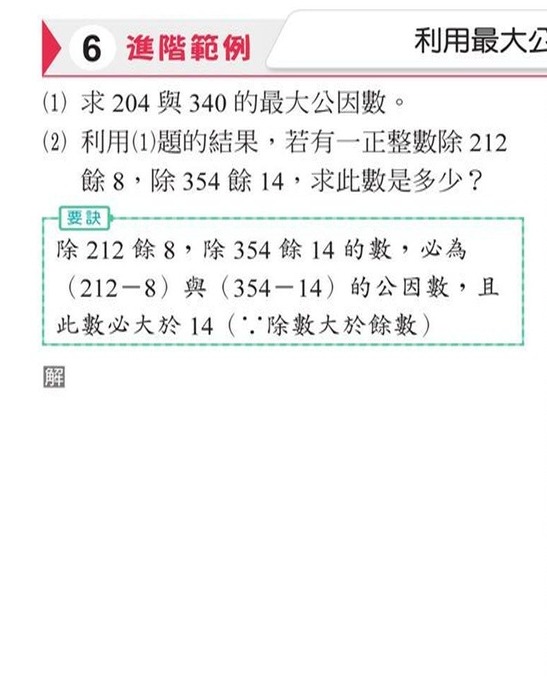 6 進階範例
利用最大公
(1) 求 204 與 340 的最大公因數。
(2) 利用(1)題的結果，若有一正整數除 212
餘 8，除 354 餘 14，求此數是多少？
要訣
除 212 餘 8，除 354 餘 14 的數，必為
（212－8）與（354－14）的公因數，且
此數必大於 14（∵除數大於餘數）
解